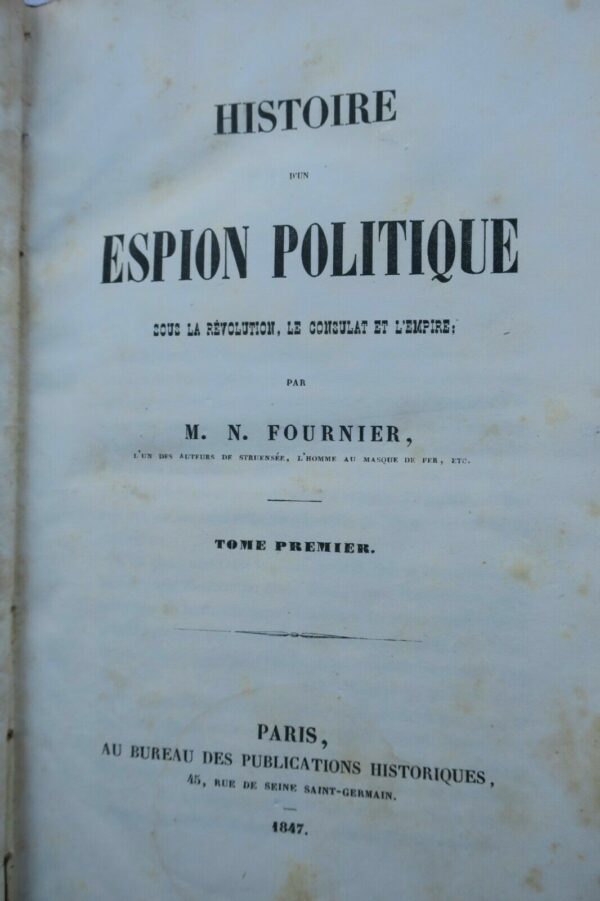 HISTOIRE
D'UN
ESPION POLITIQUE
SOUS LA RÉVOLUTION, LE CONSULAT ET L'EMPIRE;
PAR
M. N. FOURNIER,
L'UN DES AUTEURS DE STRUENSÉE, L'HOMME AU MASQUE DE FER, ETC.
TOME PREMIER.
PARIS,
AU BUREAU DES PUBLICATIONS HISTORIQUES,
45, RUE DE SEINE SAINT-GERMAIN.
1847.